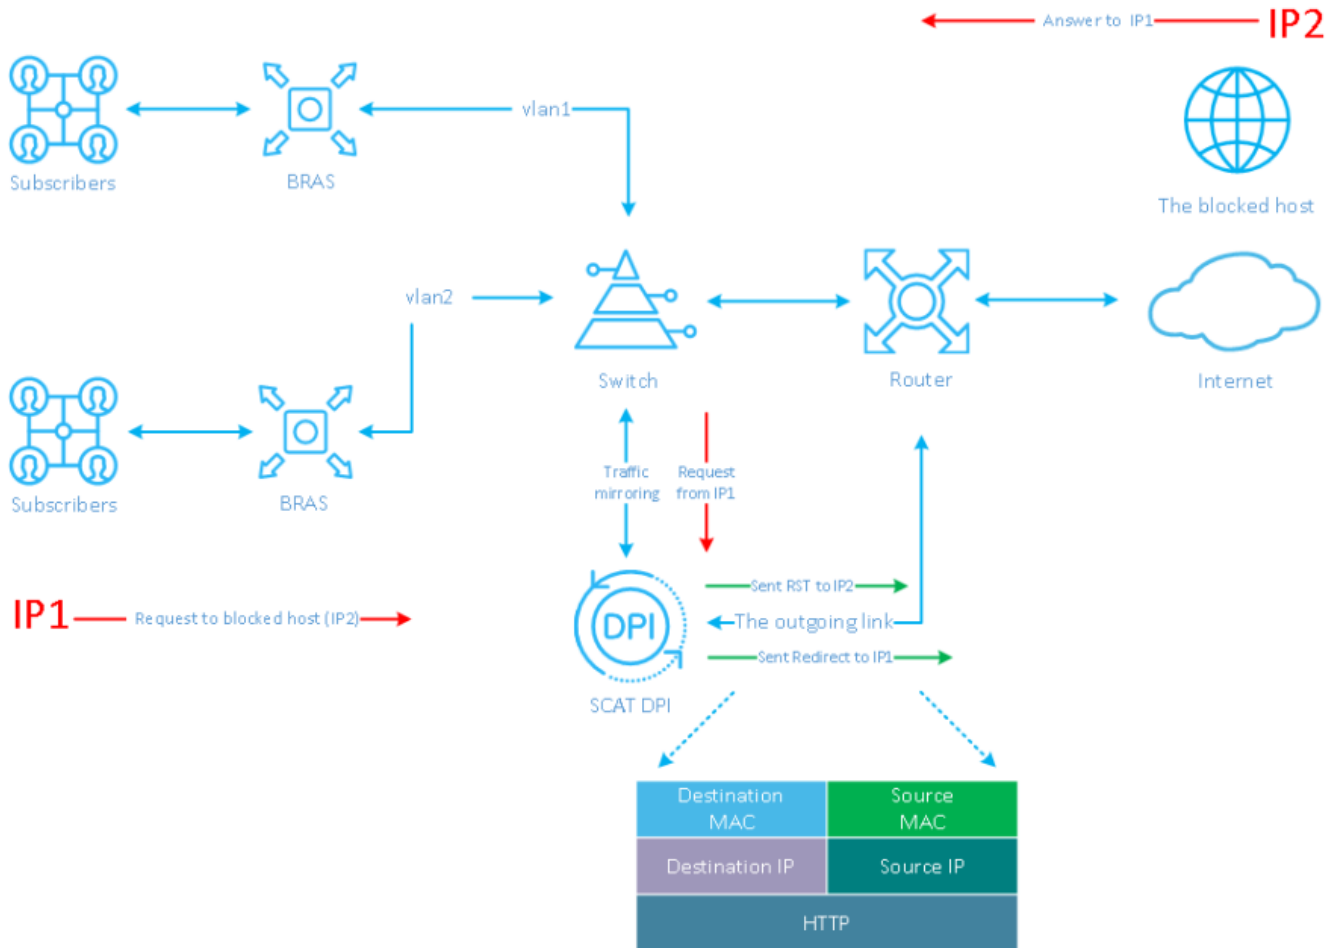 Answer to IP1
IP2
vlan1
Subscribers
BRAS
The blocked host
vlan2
Switch
Router
Internet
Traffic
mirroring
Request
from IP1
Subscribers
BRAS
IP1
Request to blocked host (IP2)
DPI
Sent RST to IP2
The outgoing link
Sent Redirect to IP1
SCAT DPI
Destination
MAC
Source
MAC
Destination IP
Source IP
HTTP